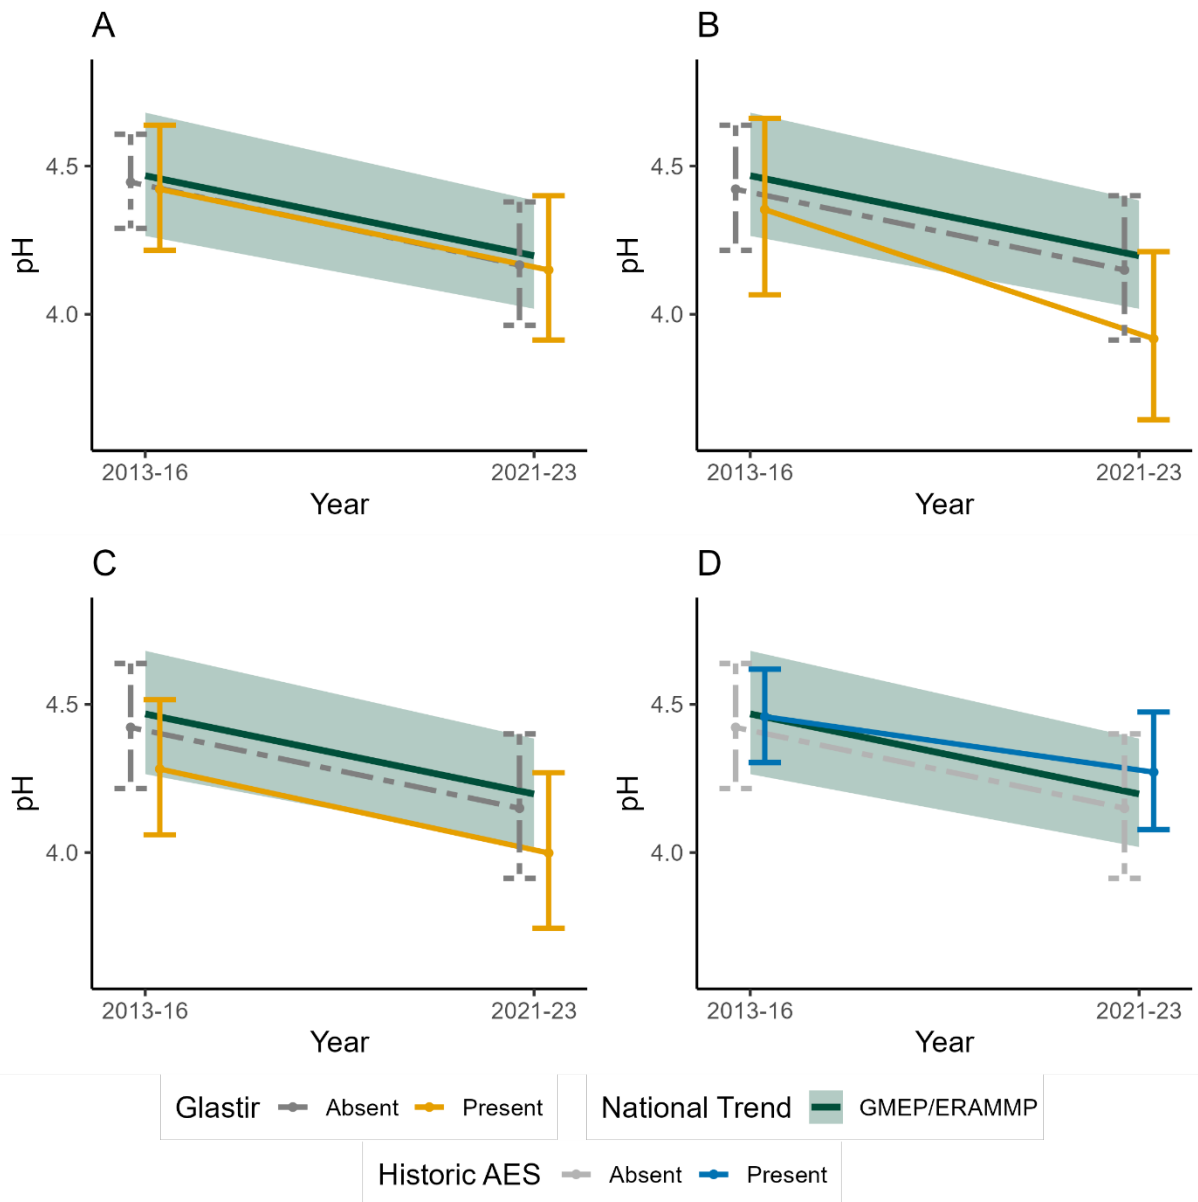 A
B
pH
4.5
4.0
2013-16
2021-23
Year
pH
4.5
4.0
2013-16
2021-23
Year
C
D
pH
4.5
4.0
2013-16
2021-23
Year
pH
4.5
4.0
2013-16
2021-23
Year
Glastir Absent Present National Trend GMEP/ERAMMP
Historic AES Absent Present